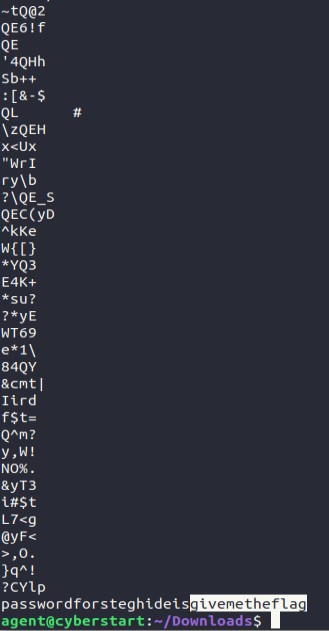 ~tQ@2
QE6!f
QE
'4QHh
Sb++
:[&-$
QL      #
\zQEH
x<Ux
"WrI
ry\b
?\QE_S
QEC(yD
^kKe
W{[}
*YQ3
E4K+
*su?
?*yE
WT69
e*1\
84QY
&cmt|
Iird
f$t=
Q^m?
y,W!
NO%.
&yT3
i#$t
L7<g
@yF<
>,O.
}q^!
?CYlp
passwordforsteghideisgivemetheflag
agent@cyberstart:~/Downloads$